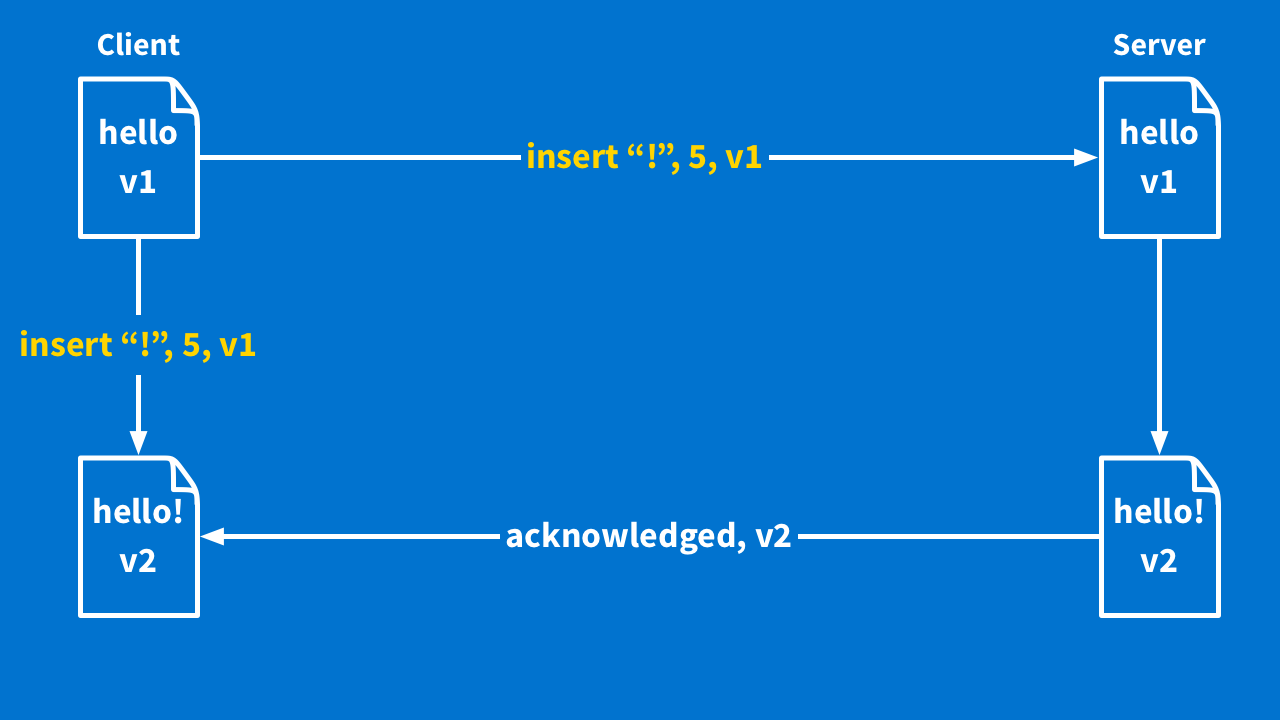 Client
Server
hello
v1
insert “!”, 5, v1
hello
v1
insert “!”, 5, v1
hello!
v2
acknowledged, v2
hello!
v2